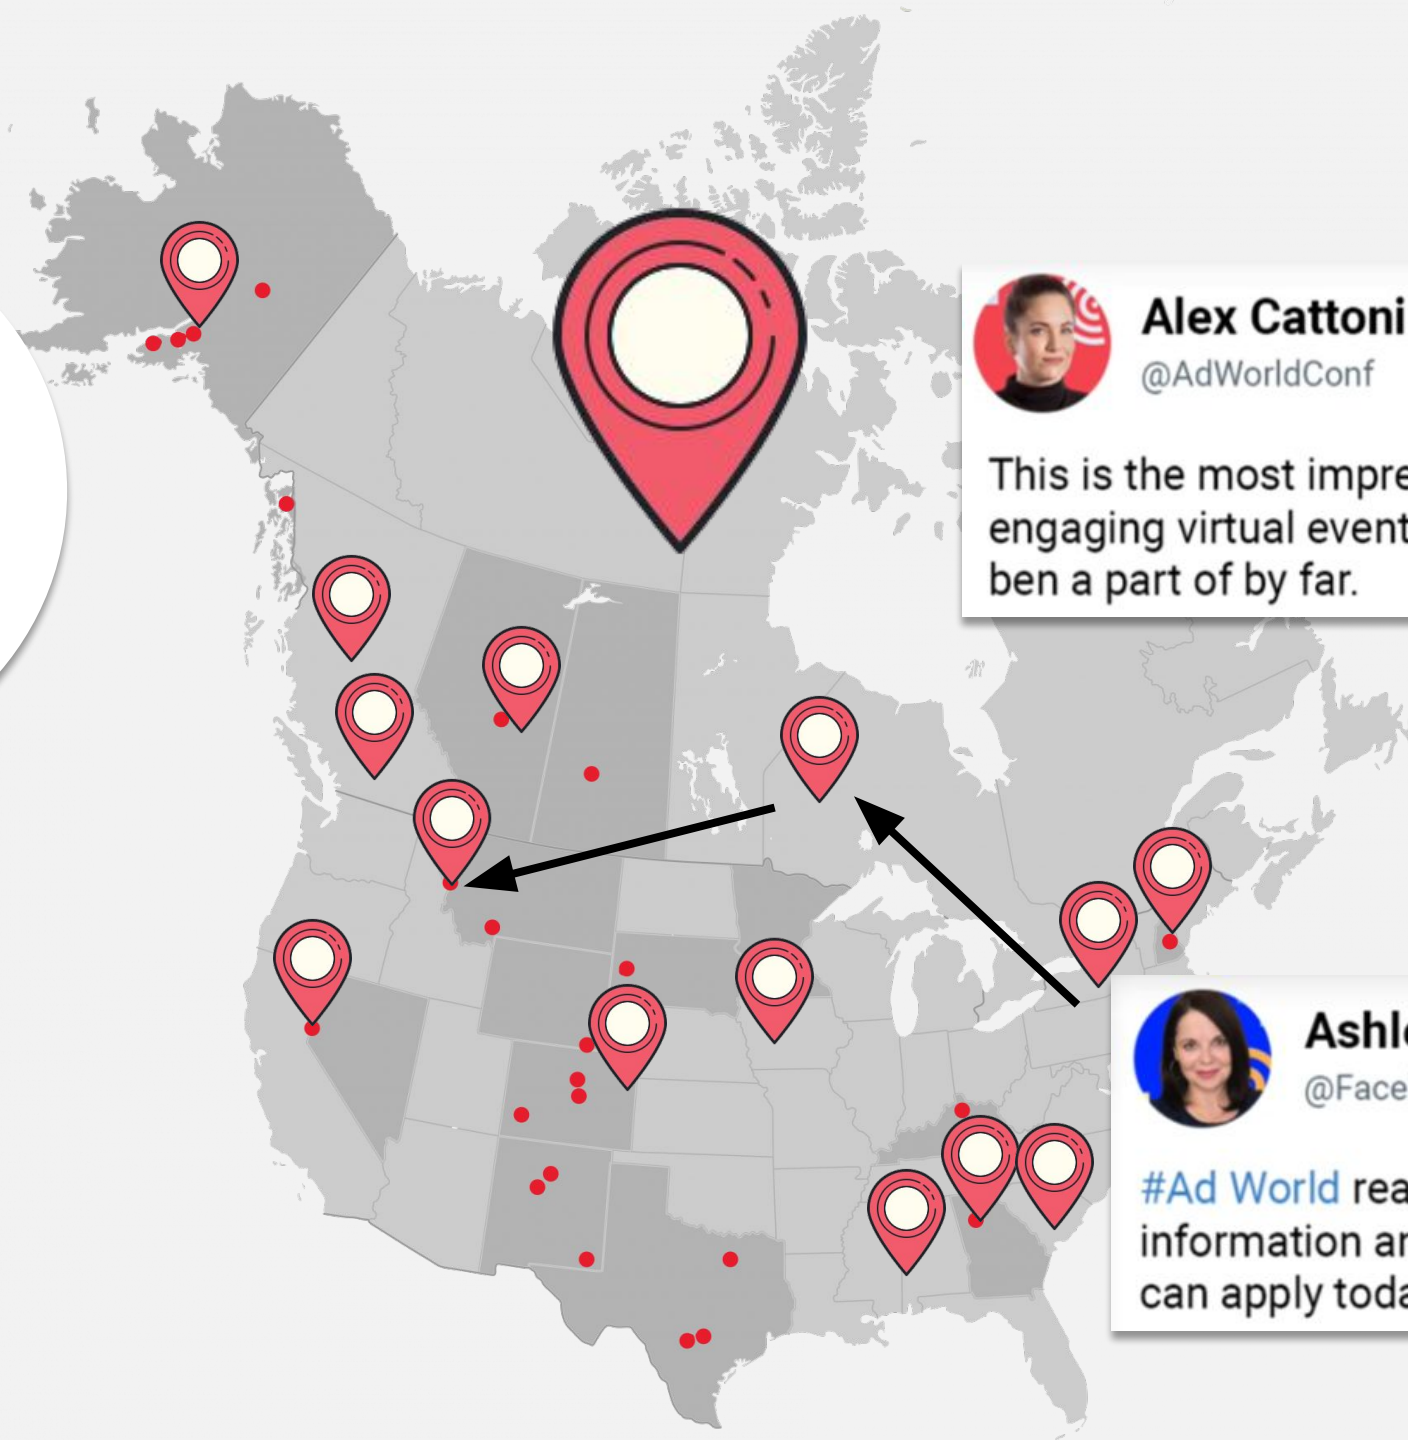 Alex Cattoni
@AdWorldConf
This is the most impre
engaging virtual event
ben a part of by far.
Ashl
@Face
#Ad World rea
information ar
can apply toda